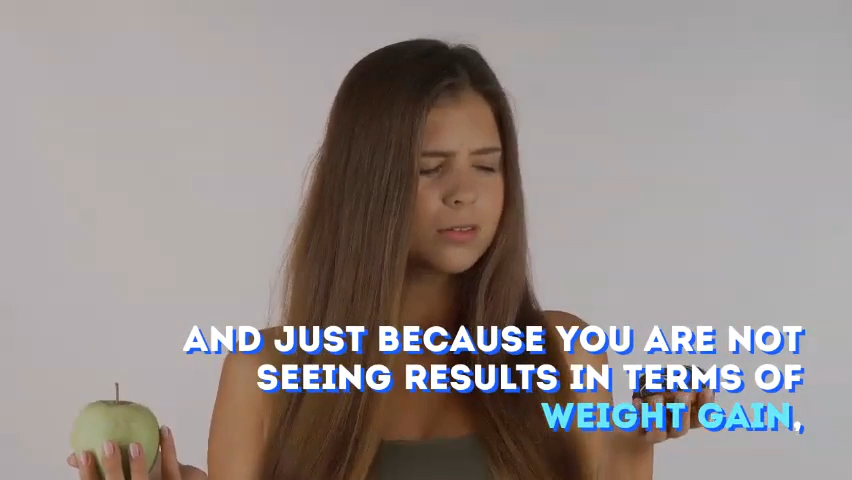 AND JUST BECAUSE YOU ARE NOT
SEEING RESULTS IN TERMS OF
WEIGHT GAIN,